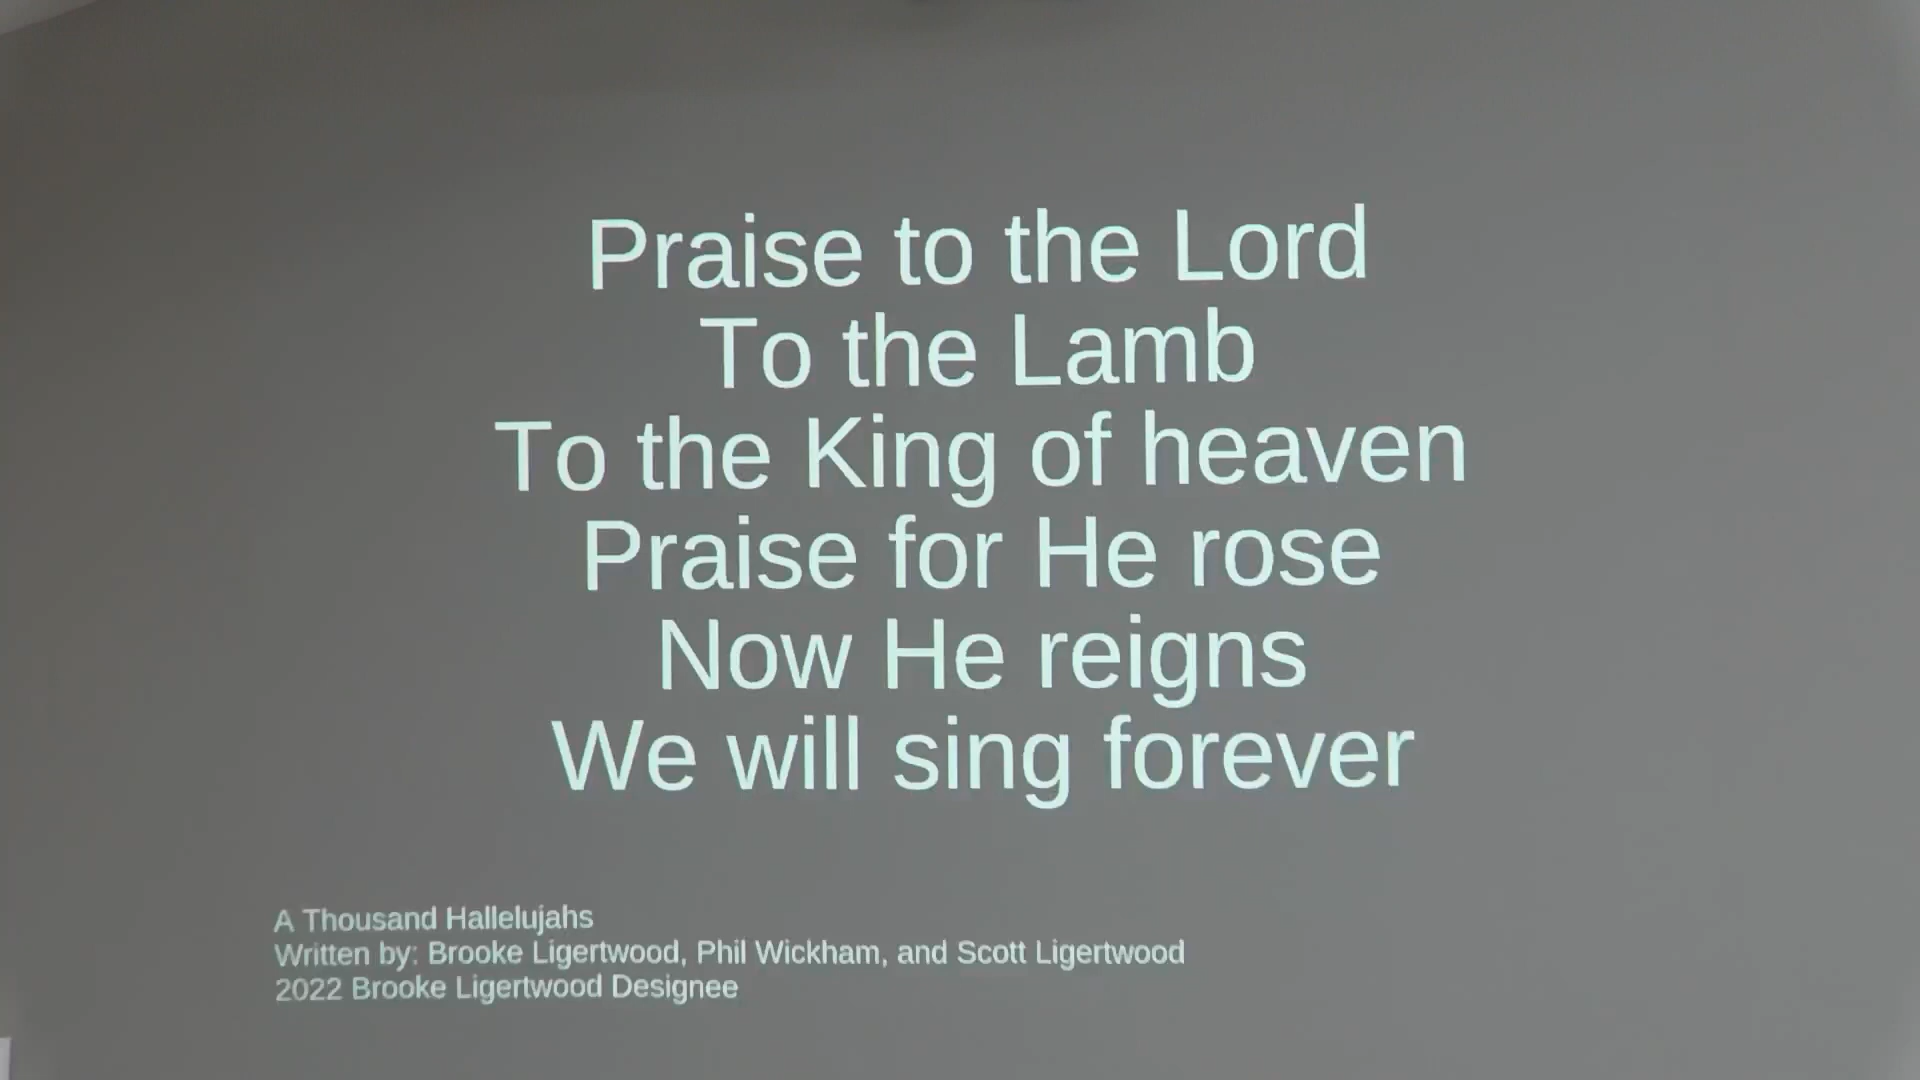 Praise to the Lord
To the Lamb
To the King of heaven
Praise for He rose
Now He reigns
We will sing forever
A Thousand Hallelujahs
Written by: Brooke Ligertwood, Phil Wickham, and Scott Ligertwood
2022 Brooke Ligertwood Designee